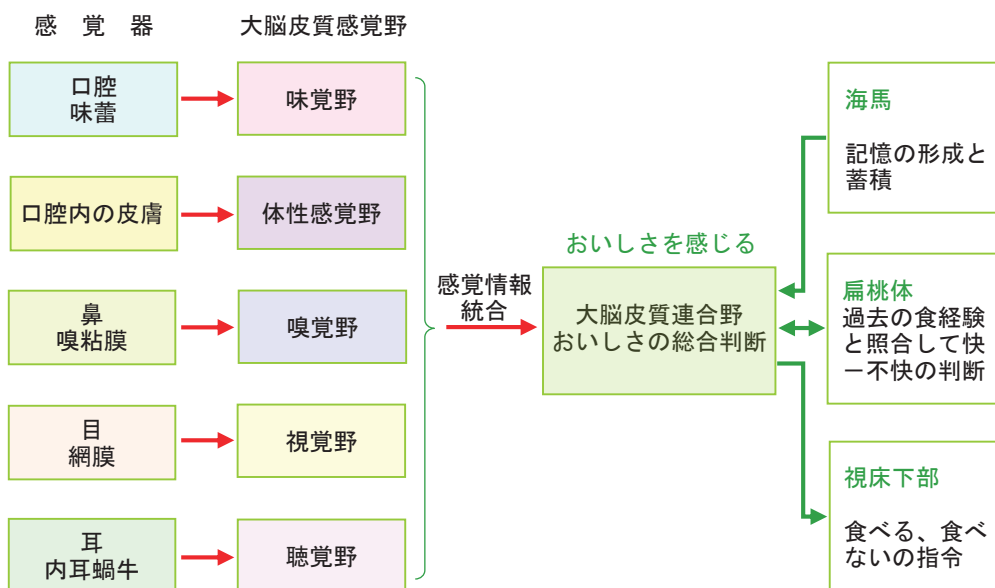 感 覚 器
大脳皮質感覚野
口腔
味蕾
味覚野
口腔内の皮膚
体性感覚野
鼻
嗅粘膜
嗅覚野
目
網膜
視覚野
耳
内耳蝸牛
聴覚野
感覚情報
統合
おいしさを感じる
大脳皮質連合野
おいしさの総合判断
海馬
記憶の形成と
蓄積
扁桃体
過去の食経験
と照合して快
－不快の判断
視床下部
食べる、食べ
ないの指令